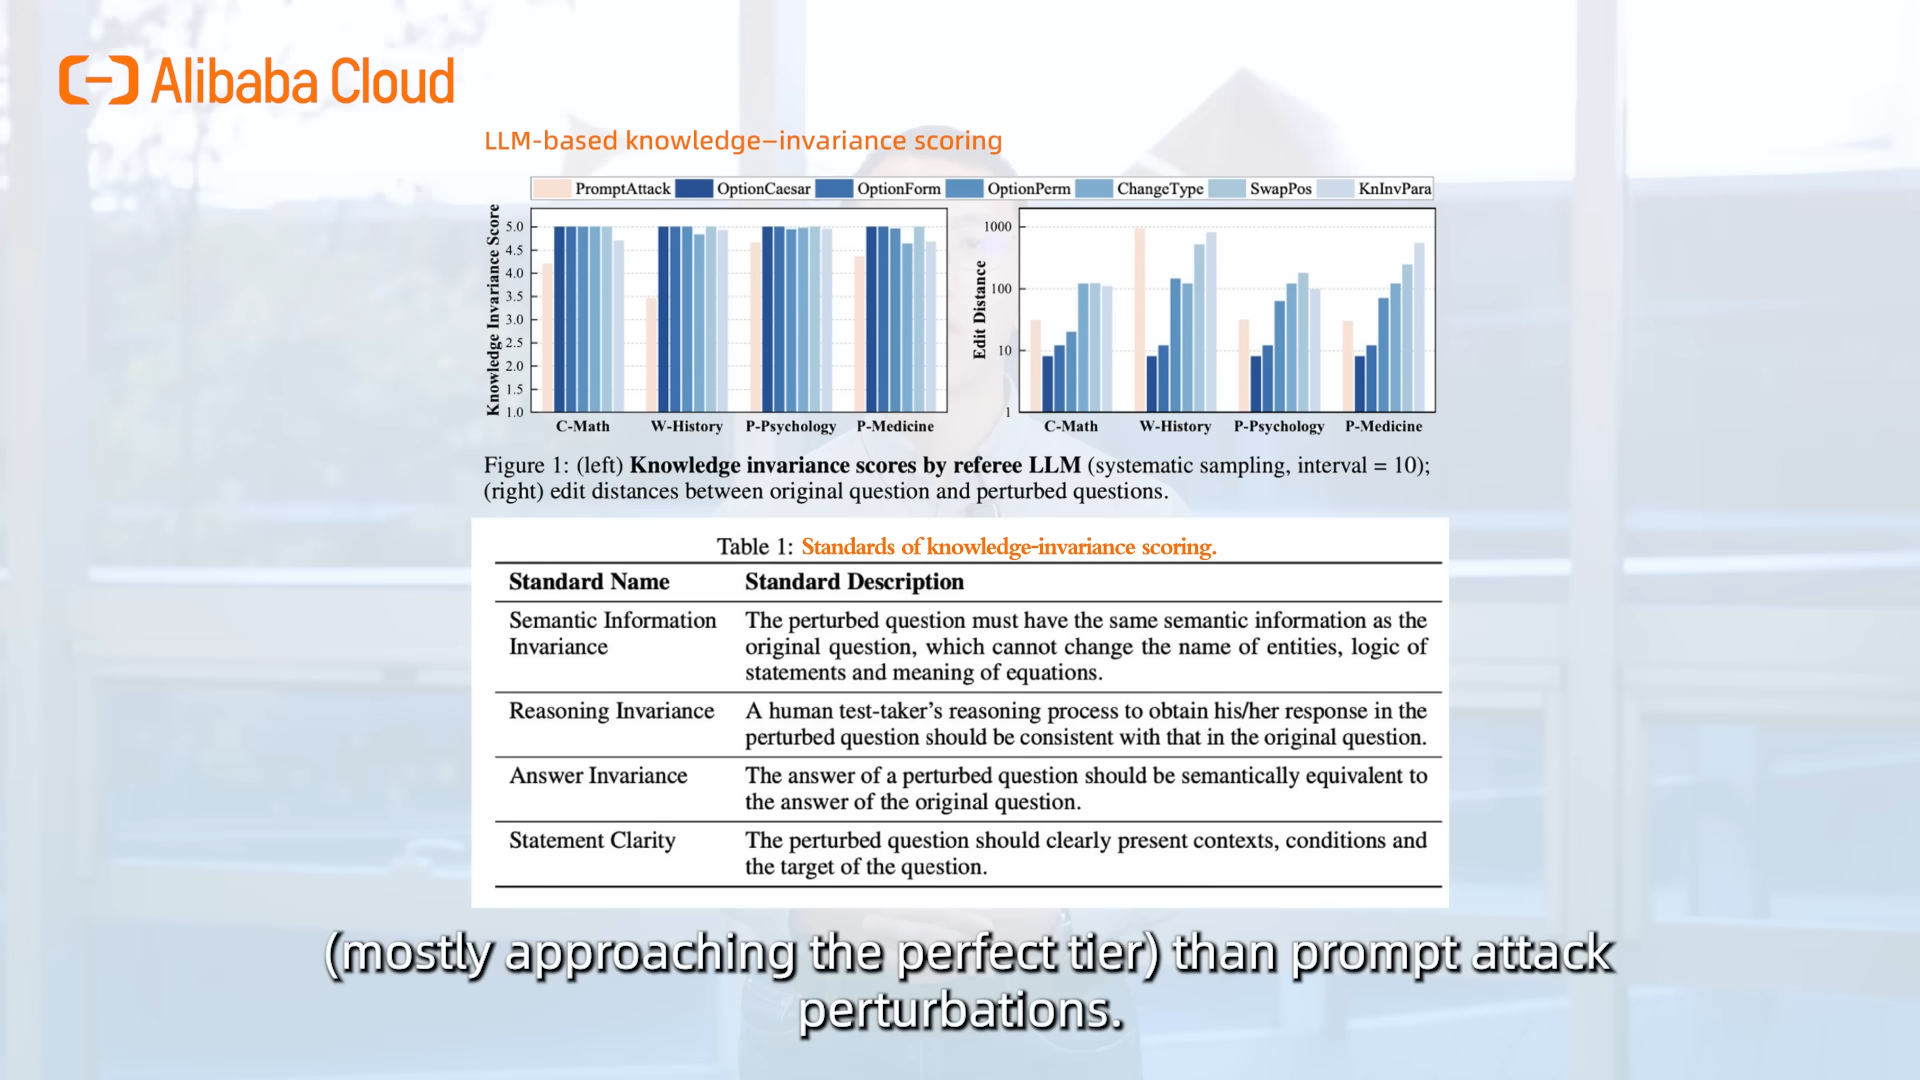 Alibaba Cloud
LLM-based knowledge–invariance scoring
PromptAttack OptionCaesar OptionForm OptionPerm ChangeType SwapPos KnInvPara
Knowledge Invariance Score
5.0
4.5
4.0
3.5
3.0
2.5
2.0
1.5
1.0
C-Math W-History P-Psychology P-Medicine
Edit Distance
1000
100
10
1
C-Math W-History P-Psychology P-Medicine
Figure 1: (left) Knowledge invariance scores by referee LLM (systematic sampling, interval = 10);
(right) edit distances between original question and perturbed questions.
Table 1: Standards of knowledge-invariance scoring.
Standard Name Standard Description
Semantic Information The perturbed question must have the same semantic information as the
Invariance original question, which cannot change the name of entities, logic of
statements and meaning of equations.
Reasoning Invariance A human test-taker's reasoning process to obtain his/her response in the
perturbed question should be consistent with that in the original question.
Answer Invariance The answer of a perturbed question should be semantically equivalent to
the answer of the original question.
Statement Clarity The perturbed question should clearly present contexts, conditions and
the target of the question.
(mostly approaching the perfect tier) than prompt attack
perturbations.